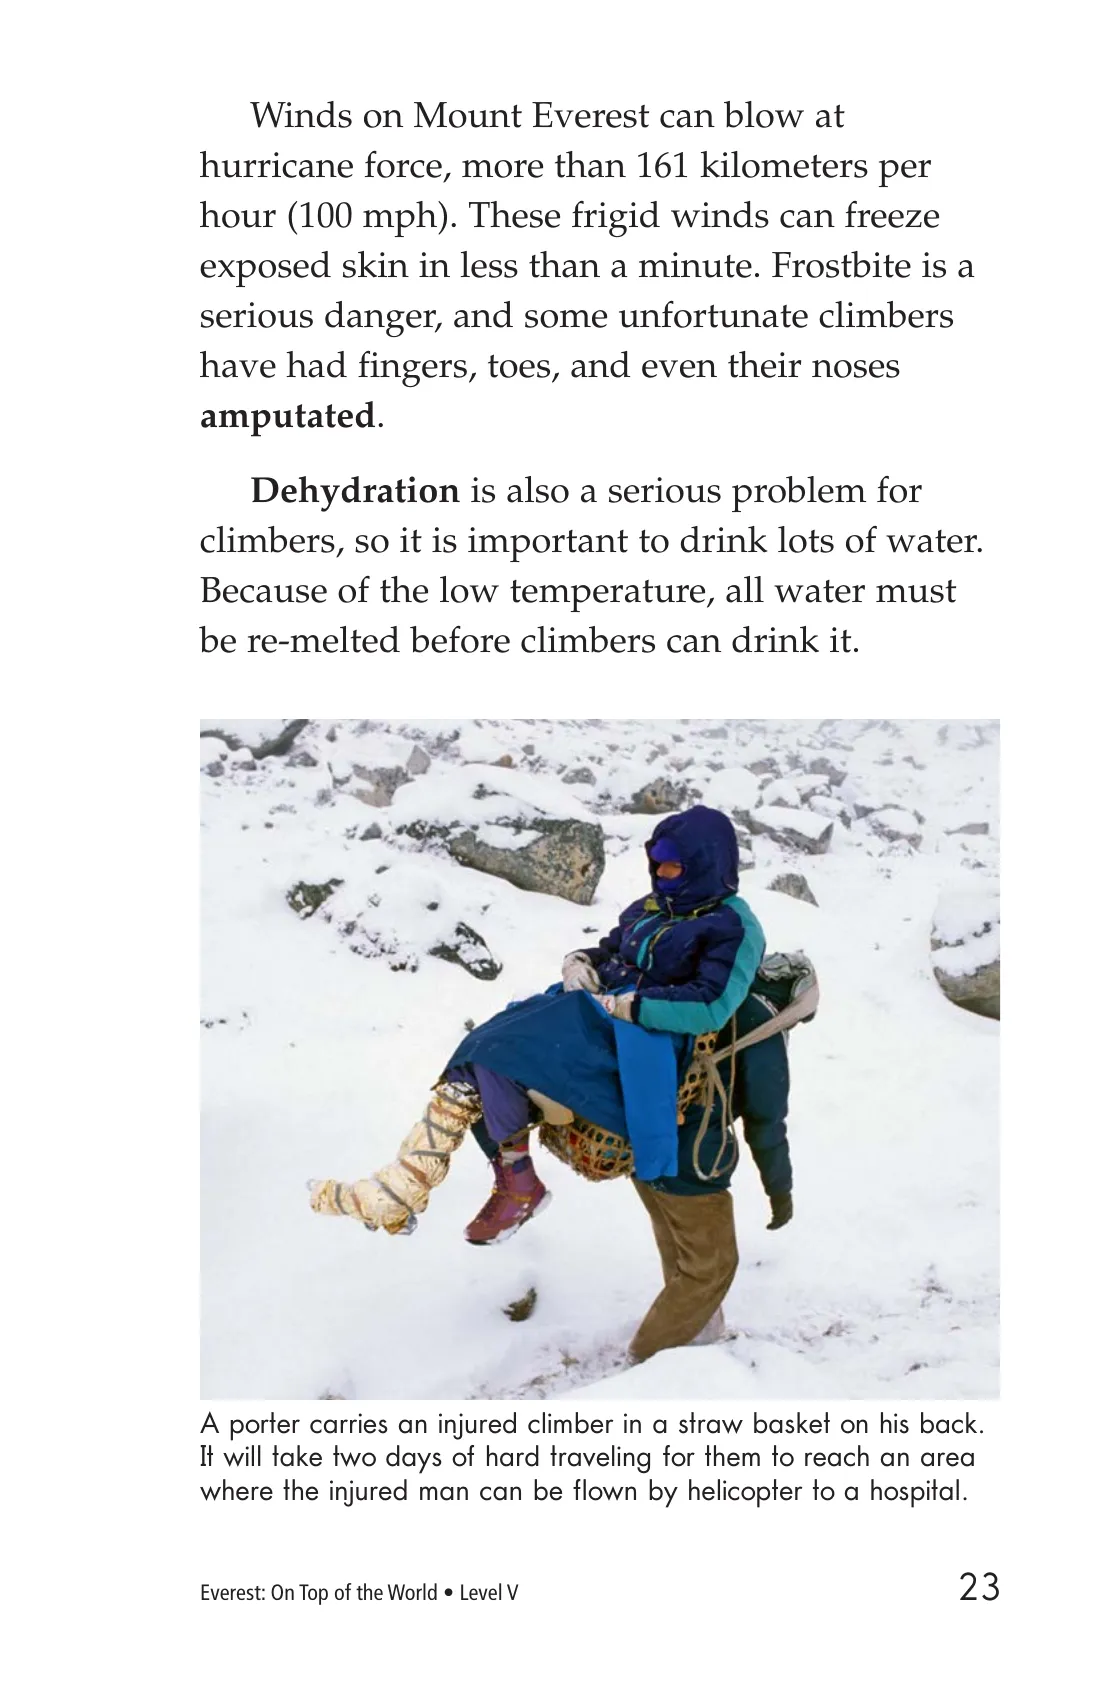 Winds on Mount Everest can blow at
hurricane force, more than 161 kilometers per
hour (100 mph). These frigid winds can freeze
exposed skin in less than a minute. Frostbite is a
serious danger, and some unfortunate climbers
have had fingers, toes, and even their noses
amputated.
Dehydration is also a serious problem for
climbers, so it is important to drink lots of water.
Because of the low temperature, all water must
be re-melted before climbers can drink it.
A porter carries an injured climber in a straw basket on his back.
It will take two days of hard traveling for them to reach an area
where the injured man can be flown by helicopter to a hospital.
Everest: On Top of the World • Level V
23